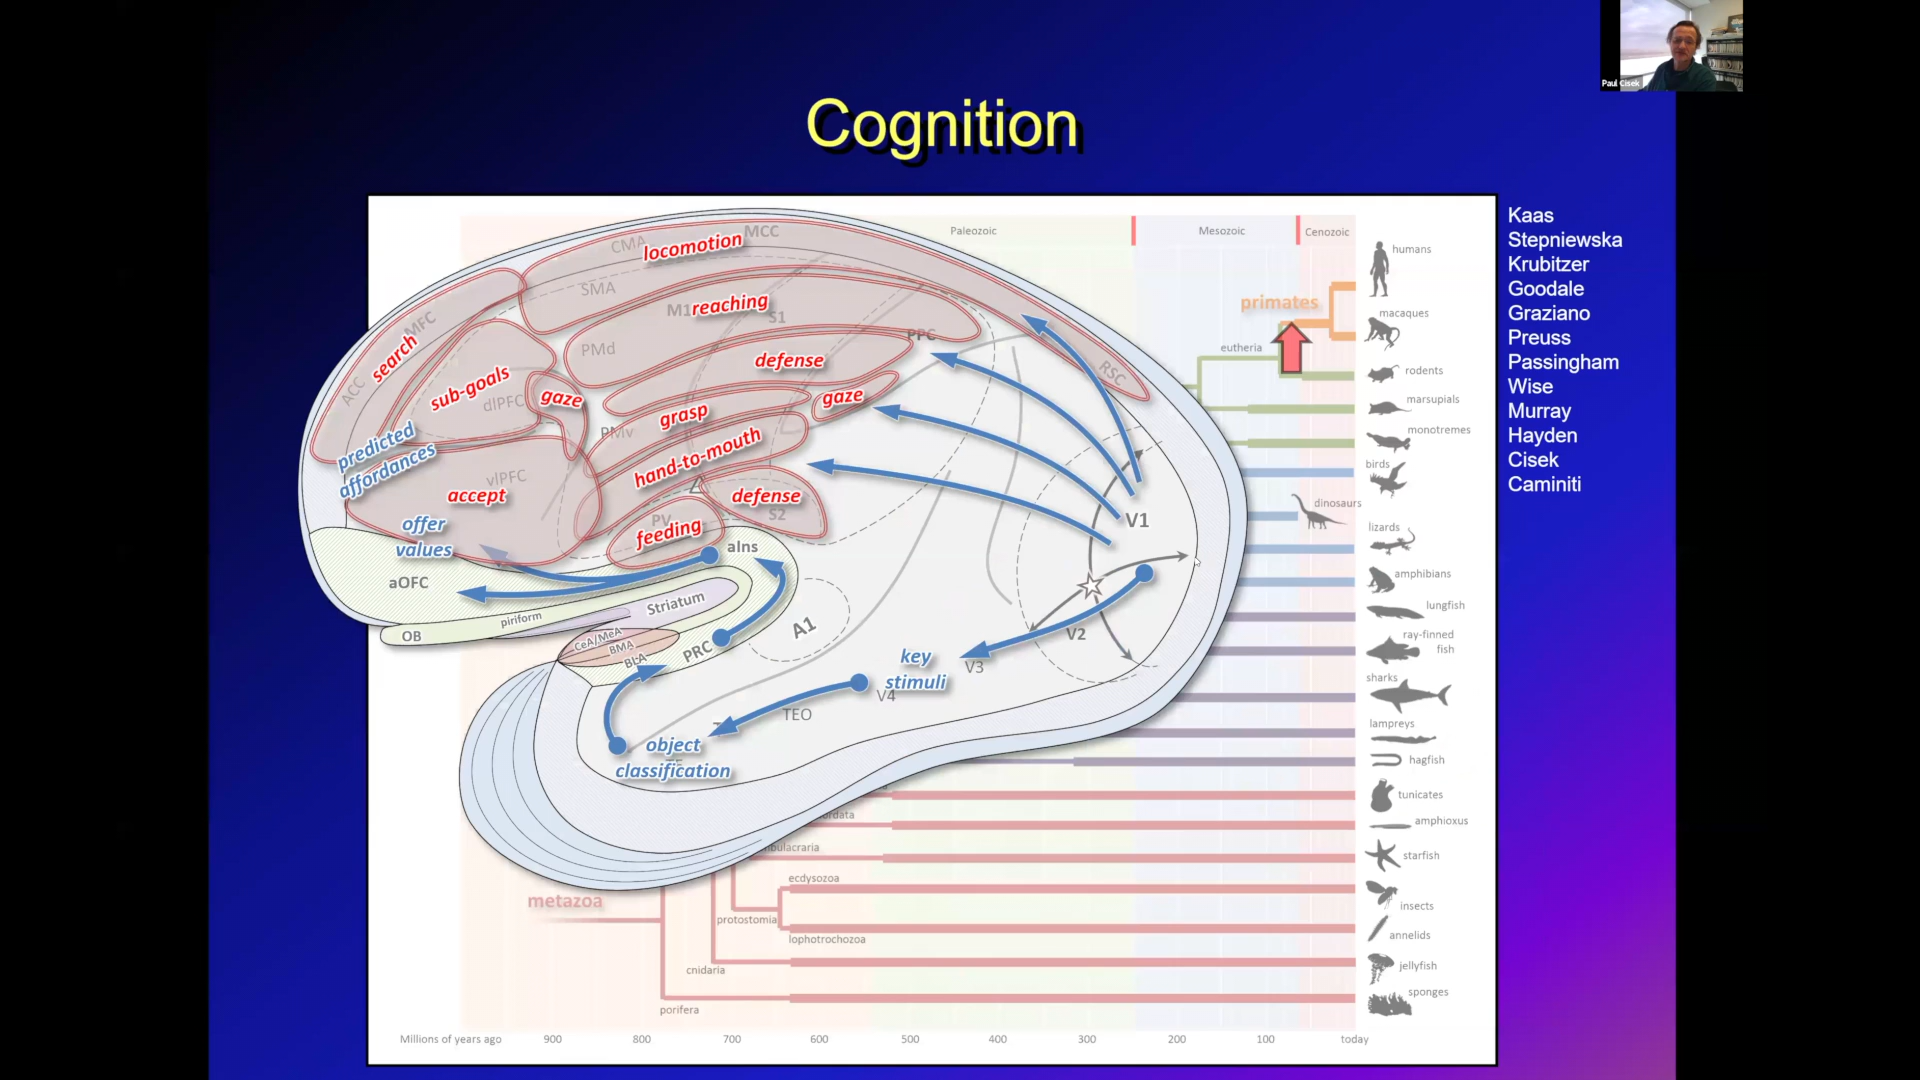 Paul Cisek
Cognition
Kaas
Stepniewska
Krubitzer
Goodale
Graziano
Preuss
Passingham
Wise
Murray
Hayden
Cisek
Caminiti
Paleozoic
Mesozoic
Cenozoic
CMA
MCC
locomotion
SMA
M1
reaching
S1
MFC
search
ACC
PMd
PPC
defense
RSC
sub-goals
dlPFC
gaze
gaze
grasp
PMv
hand-to-mouth
predicted
affordances
vlPFC
accept
defense
S2
PV
feeding
offer
values
aIns
aOFC
Striatum
piriform
OB
CeA/MeA
BMA
BLA
PRC
A1
V1
V2
V3
V4
key
stimuli
TEO
object
classification
primates
eutheria
humans
macaques
rodents
marsupials
monotremes
birds
dinosaurs
lizards
amphibians
lungfish
ray-finned
fish
sharks
lampreys
hagfish
tunicates
amphioxus
starfish
insects
annelids
jellyfish
sponges
metazoa
ecdysozoa
protostomia
lophotrochozoa
cnidaria
porifera
Millions of years ago 900 800 700 600 500 400 300 200 100 today